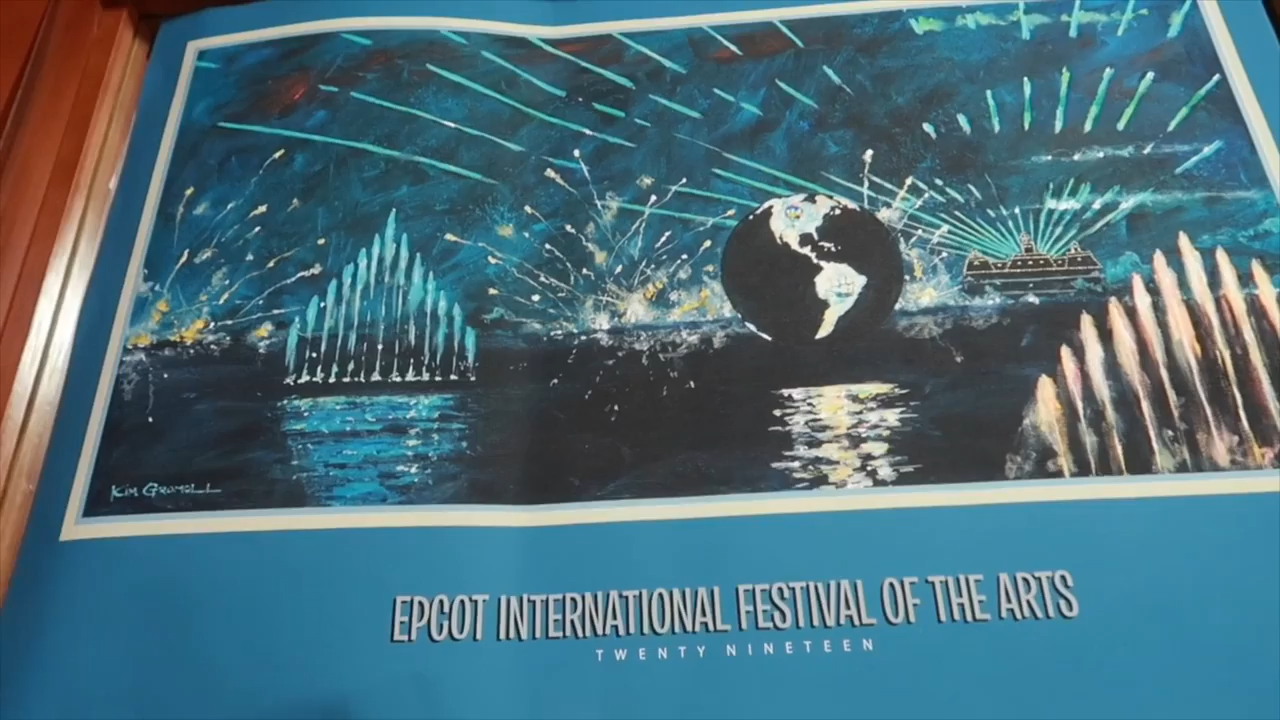 Kim Gromoll
EPCOT INTERNATIONAL FESTIVAL OF THE ARTS
TWENTY NINETEEN